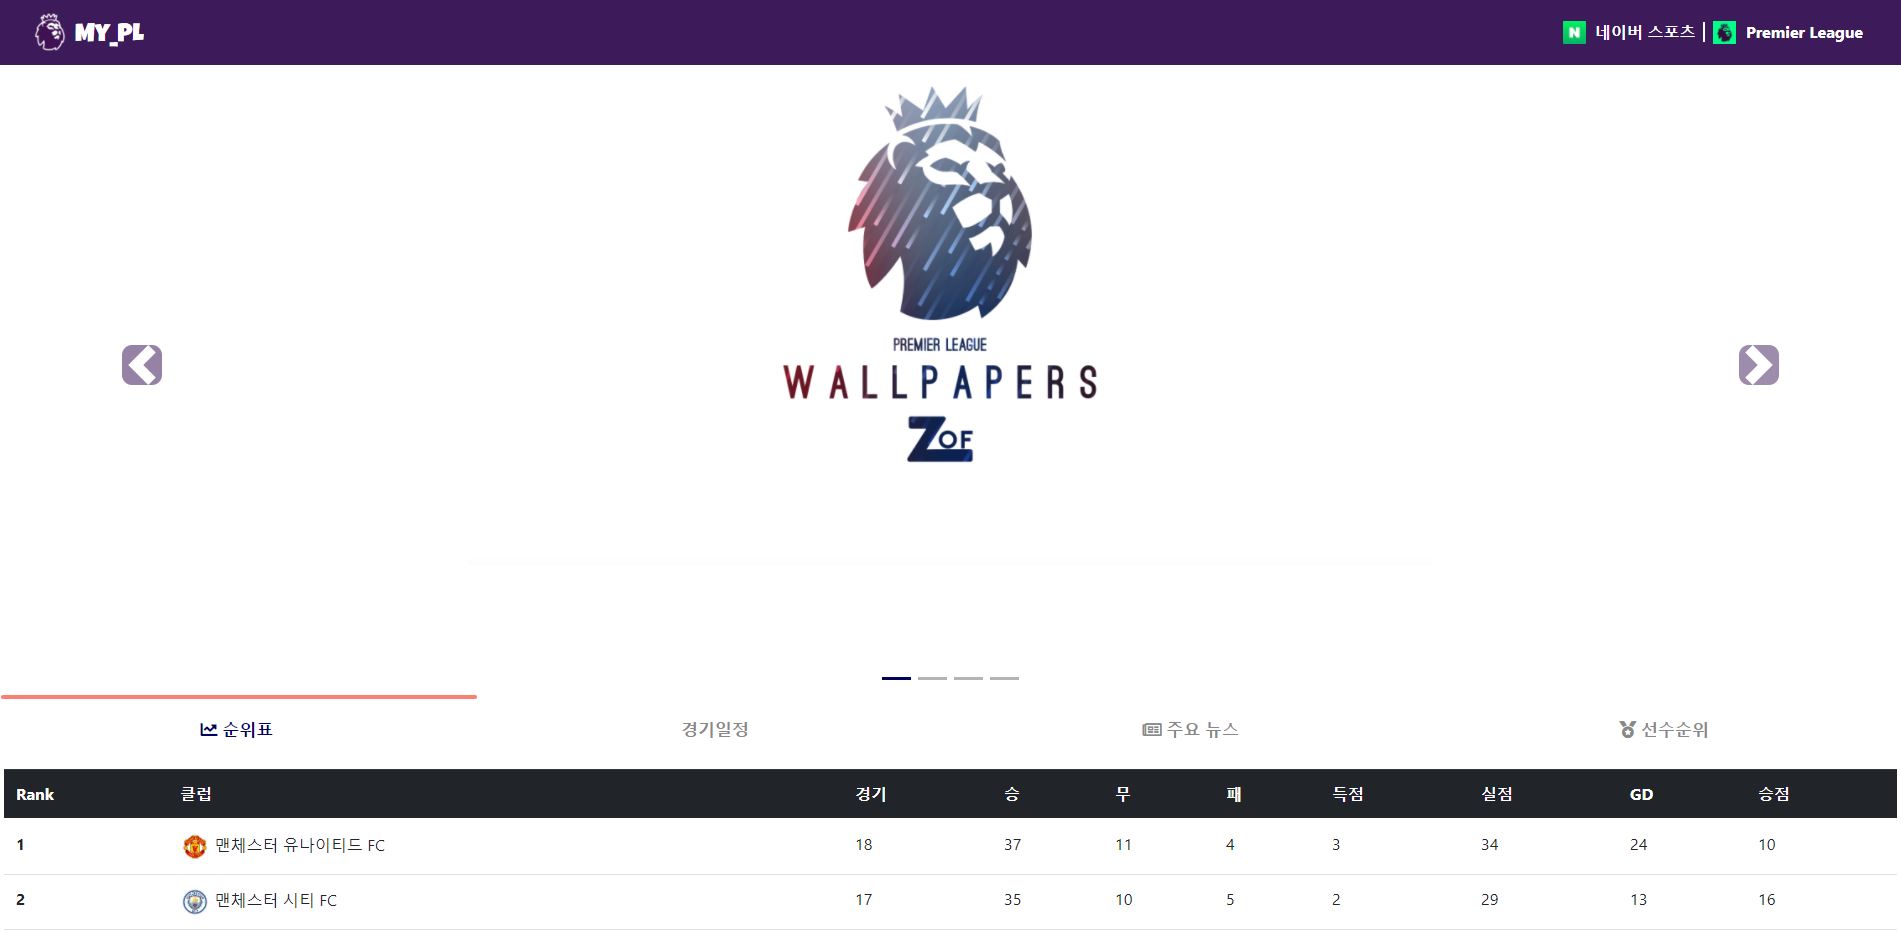 MY_PL
N 네이버 스포츠 | Premier League
PREMIER LEAGUE
WALLPAPERS
ZOF
순위표 경기일정 주요 뉴스 선수순위
Rank 클럽 경기 승 무 패 득점 실점 GD 승점
1 맨체스터 유나이티드 FC 18 37 11 4 3 34 24 10
2 맨체스터 시티 FC 17 35 10 5 2 29 13 16